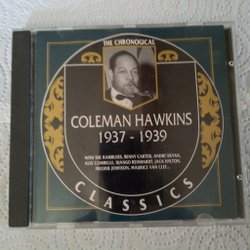 THE CHRONOGICAL
COLEMAN HAWKINS
1937 - 1939
WITH THE RAMBLERS, BENNY CARTER, ANDRE EKYAN,
ALIX COMBELLE, DJANGO REINHARDT, JACK HYLTON,
FREDDIE JOHNSON, MAURICE VAN CLEF...
CLASSICS